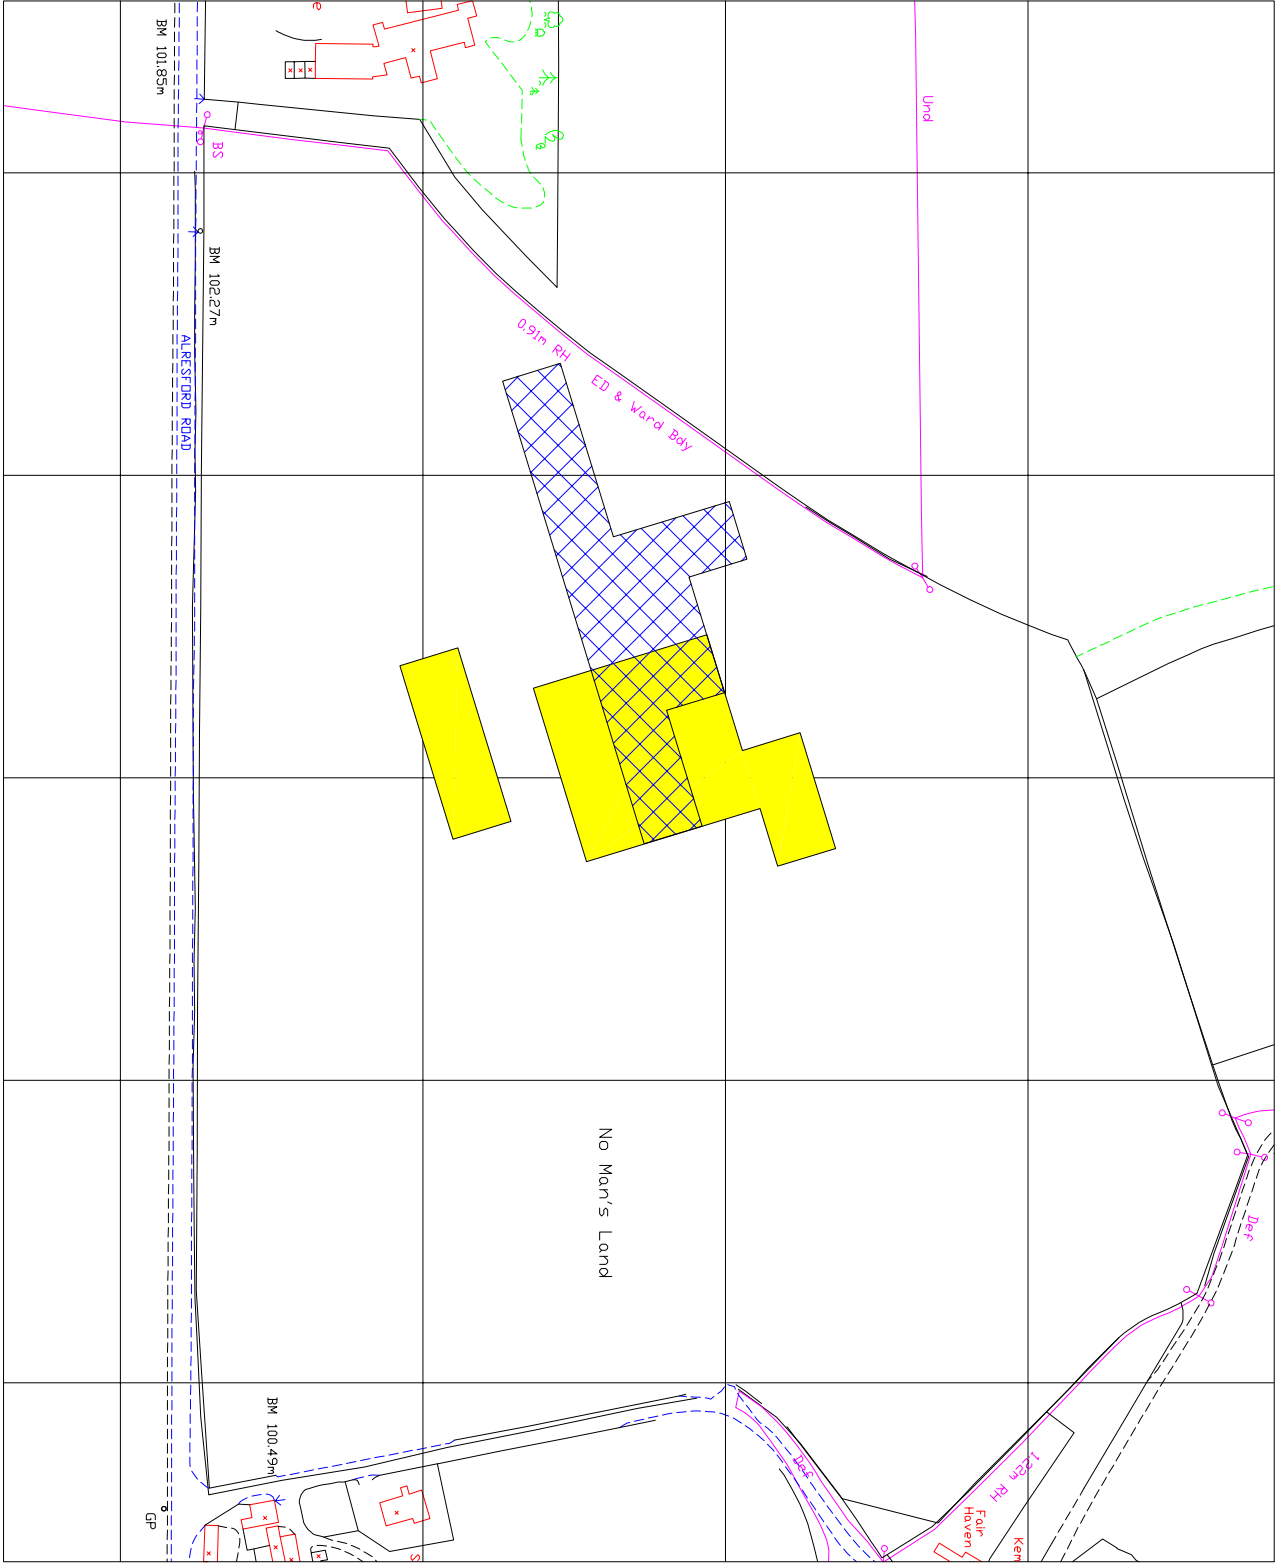 BM 101.85m
Und
BS
BM 102.27m
ALRESFORD ROAD
0.91m RH
ED & Ward Bdy
No Man's Land
Def
BM 100.49m
Def
1.22m RH
Fair
Haven
GP